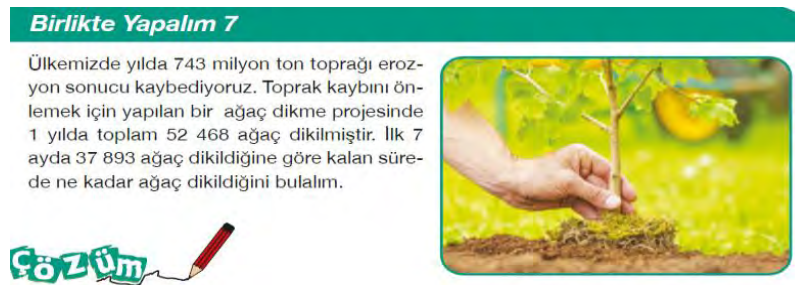 Birlikte Yapalım 7
Ülkemizde yılda 743 milyon ton toprağı eroz-
yon sonucu kaybediyoruz. Toprak kaybını ön-
lemek için yapılan bir ağaç dikme projesinde
1 yılda toplam 52 468 ağaç dikilmiştir. İlk 7
ayda 37 893 ağaç dikildiğine göre kalan süre-
de ne kadar ağaç dikildiğini bulalım.
Çözüm